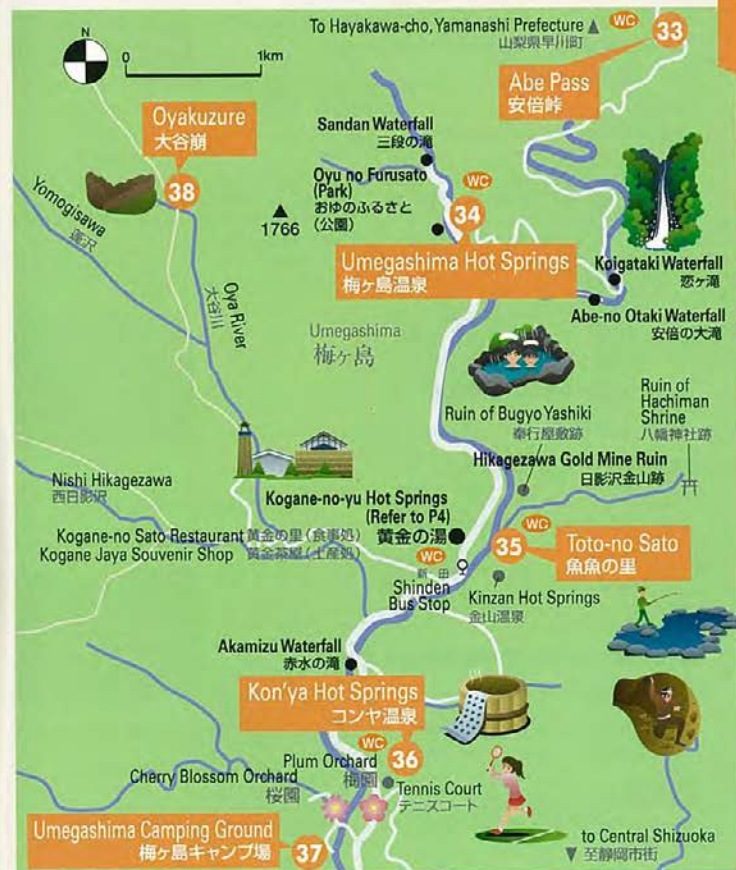 To Hayakawa-cho, Yamanashi Prefecture ▲
山梨県早川町
WC
33
N
0 1km
Abe Pass
安倍峠
Oyakuzure
大谷崩
38
Sandan Waterfall
三段の滝
Oyu no Furusato
(Park)
おゆのふるさと
(公園)
WC
34
▲
1766
Yomogisawa
蓬沢
Umegashima Hot Springs
梅ヶ島温泉
Koigataki Waterfall
恋ヶ滝
Abe-no Otaki Waterfall
安倍の大滝
Oya River
大谷川
Umegashima
梅ヶ島
Ruin of Bugyo Yashiki
奉行屋敷跡
Ruin of
Hachiman
Shrine
八幡神社跡
Hikagezawa Gold Mine Ruin
日影沢金山跡
Nishi Hikagezawa
西日影沢
Kogane-no-yu Hot Springs
(Refer to P4)
黄金の湯
Kogane-no Sato Restaurant 黄金の里(食事処)
Kogane Jaya Souvenir Shop 黄金茶屋(土産処)
WC
WC
35
Toto-no Sato
魚魚の里
新田
Shinden
Bus Stop
Kinzan Hot Springs
金山温泉
Akamizu Waterfall
赤水の滝
Kon'ya Hot Springs
コンヤ温泉
WC
36
Plum Orchard
梅園
Cherry Blossom Orchard
桜園
Tennis Court
テニスコート
Umegashima Camping Ground
梅ヶ島キャンプ場
37
to Central Shizuoka
▼ 至静岡市街